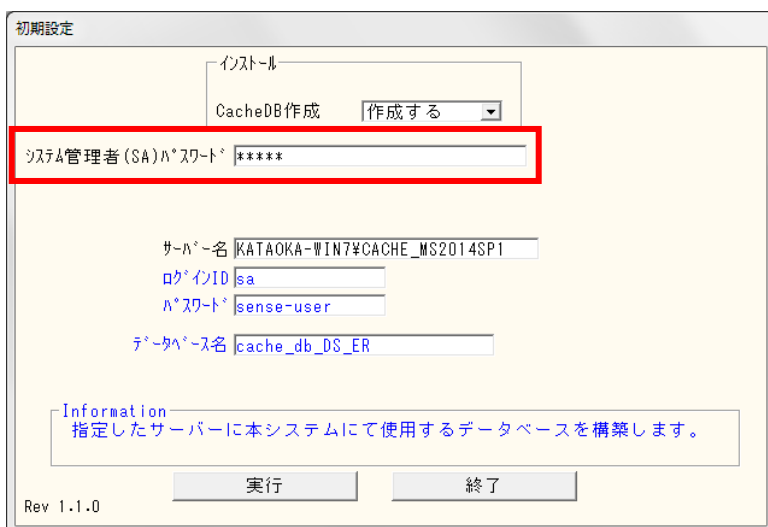 初期設定
インストール
CacheDB作成 作成する
システム管理者(SA)パスワード *****
サーバー名 KATAOKA-WIN7¥CACHE_MS2014SP1
ログインID sa
パスワード sense-user
データベース名 cache_db_DS_ER
Information
指定したサーバーに本システムにて使用するデータベースを構築します。
実行 終了
Rev 1.1.0